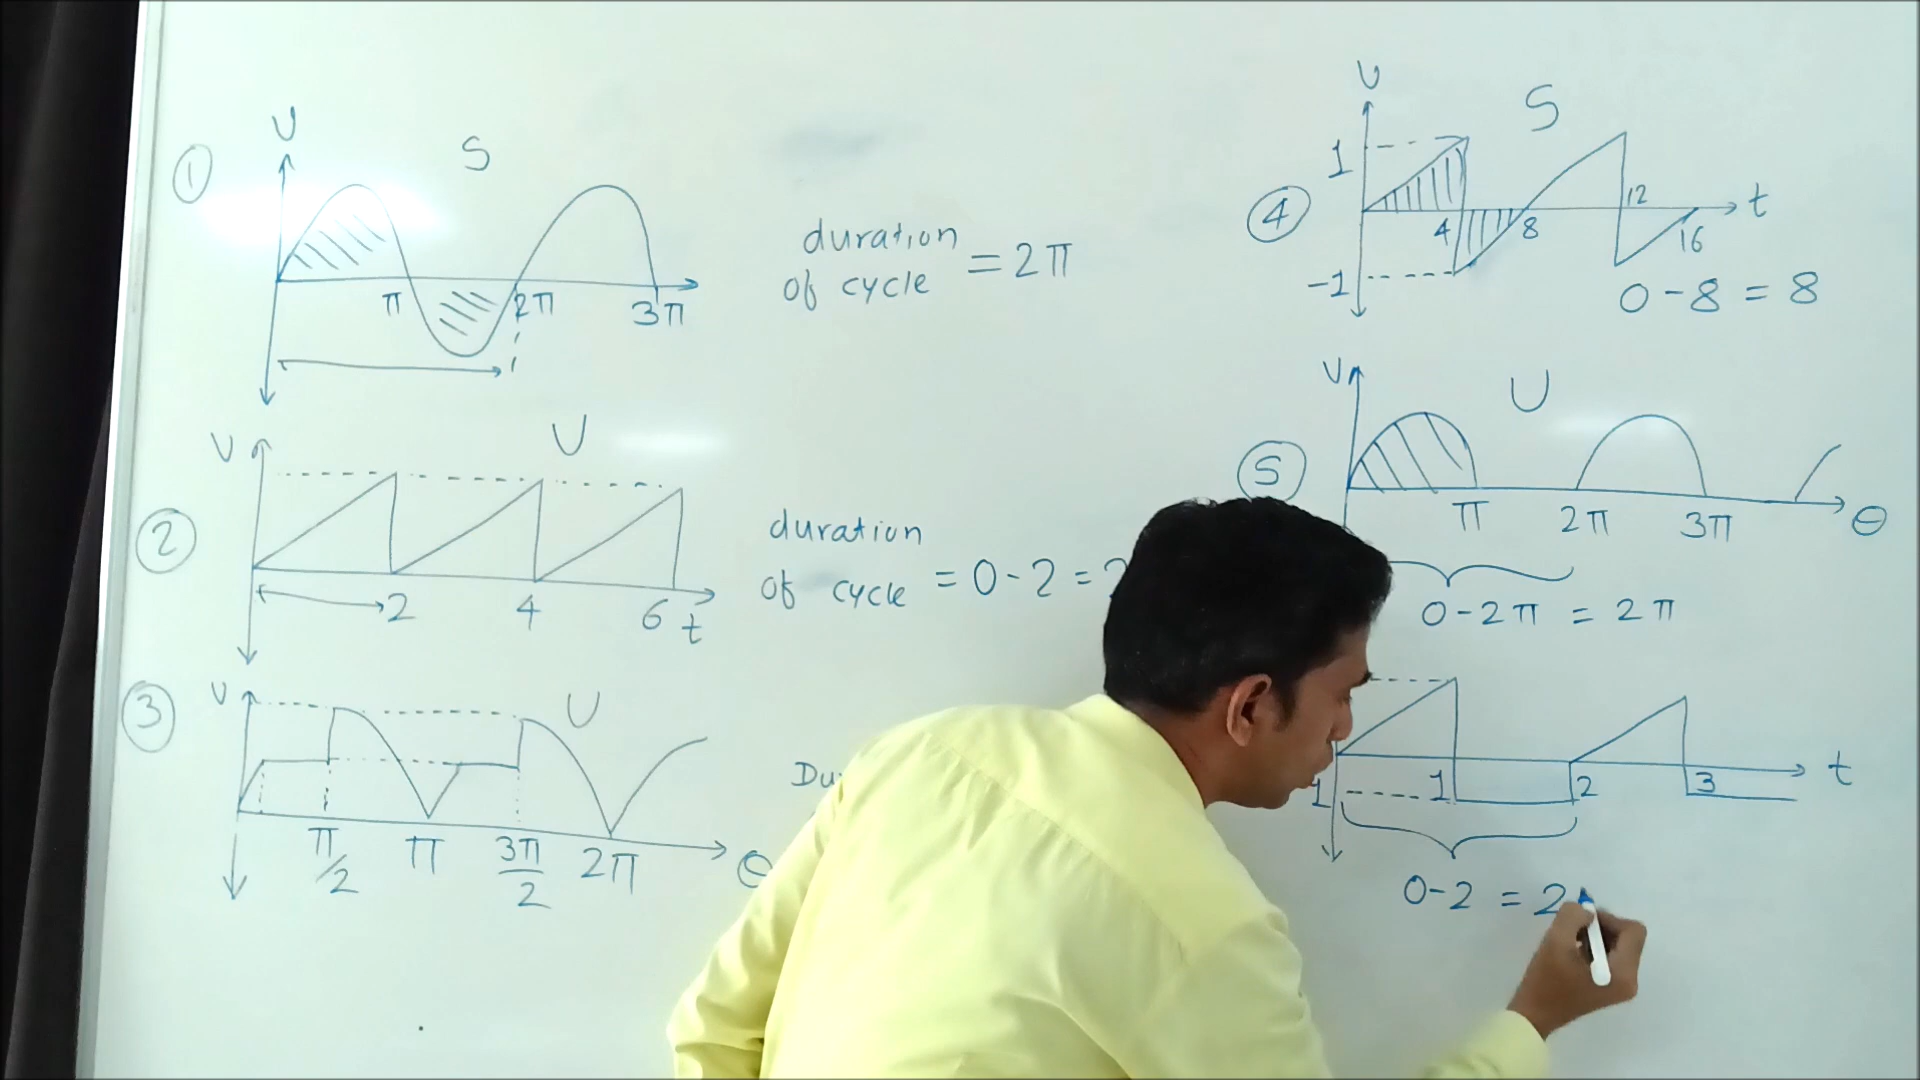 ①
V
S
π
2π
3π
duration
of cycle = 2π
②
V
U
2
4
6
t
duration
of cycle = 0-2 =
③
V
U
π/2
π
3π/2
2π
θ
④
V
S
1
-1
4
8
12
16
t
0-8 = 8
5
V
U
π
2π
3π
θ
0-2π = 2π
1
1
2
3
t
0-2 = 2